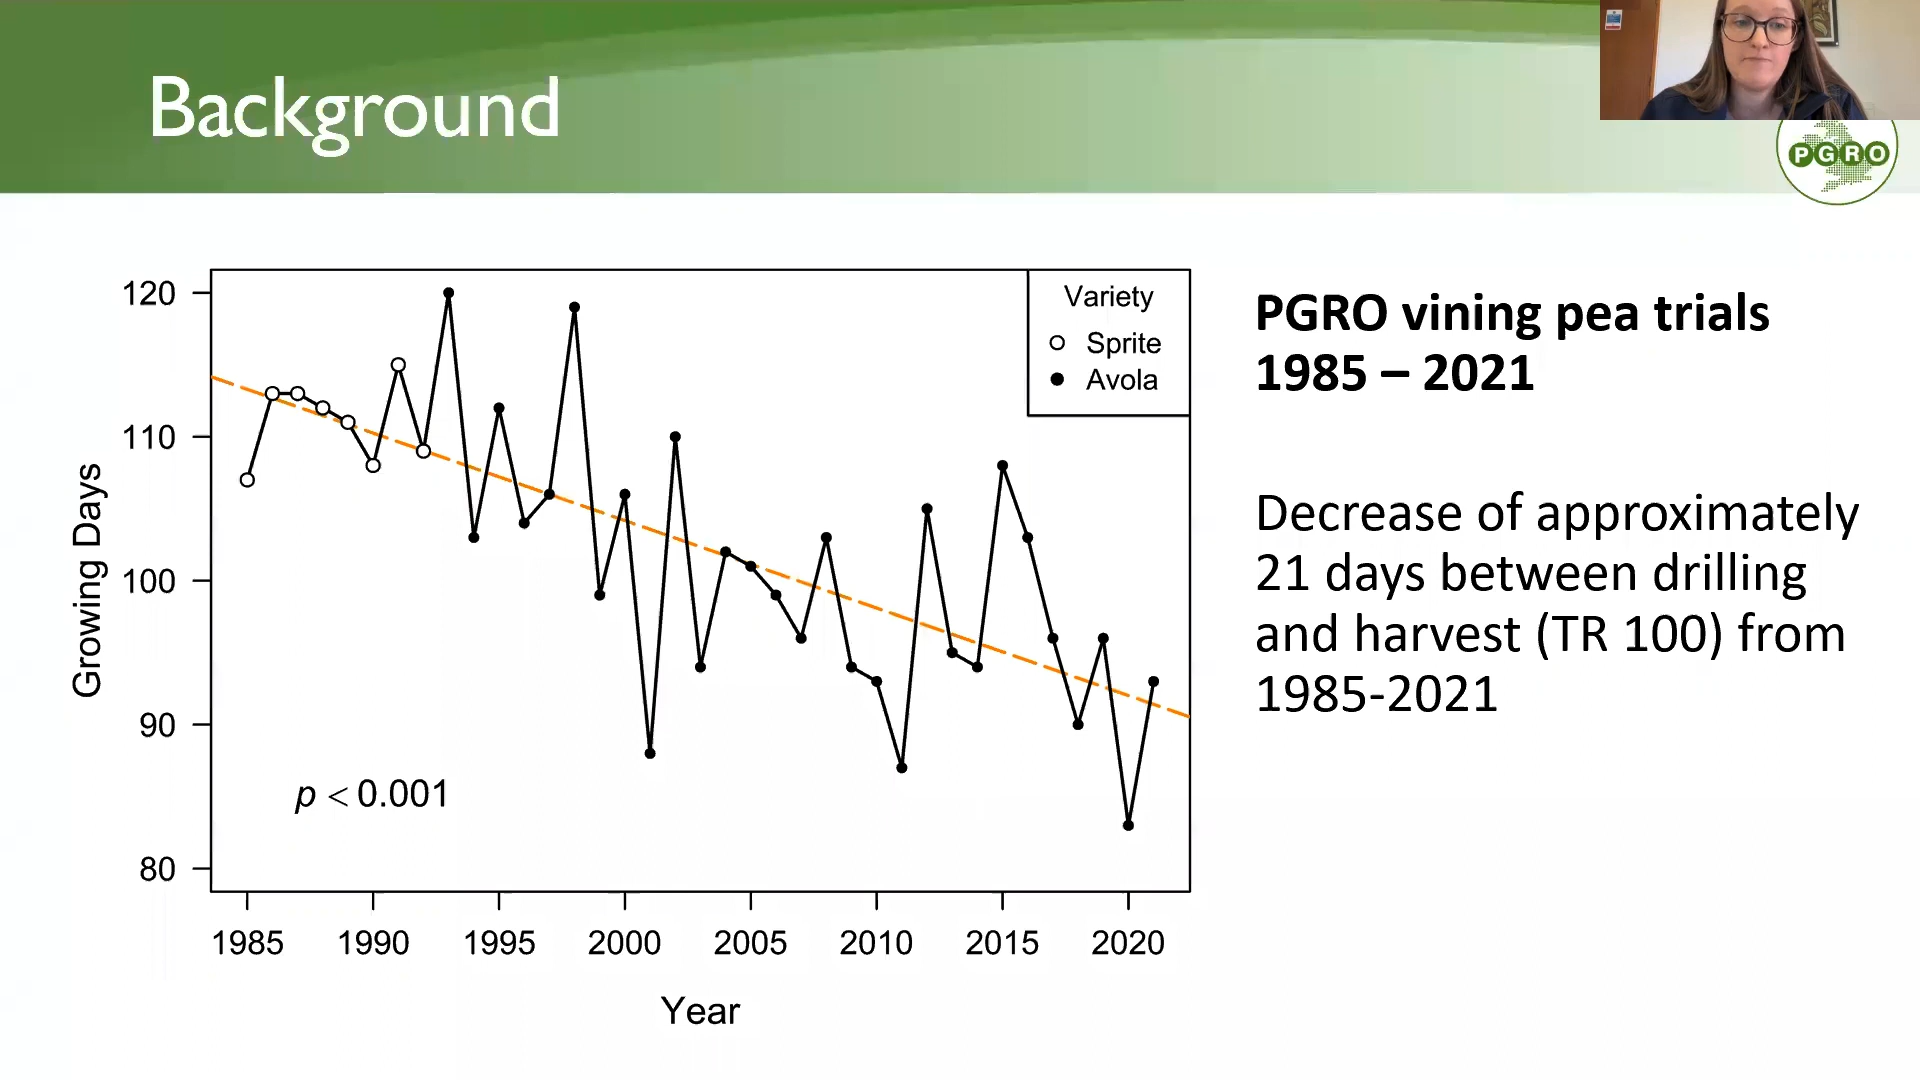 Background
PGRO
120
110
100
90
80
Growing Days
Variety
Sprite
Avola
p < 0.001
1985 1990 1995 2000 2005 2010 2015 2020
Year
PGRO vining pea trials
1985 – 2021
Decrease of approximately
21 days between drilling
and harvest (TR 100) from
1985-2021